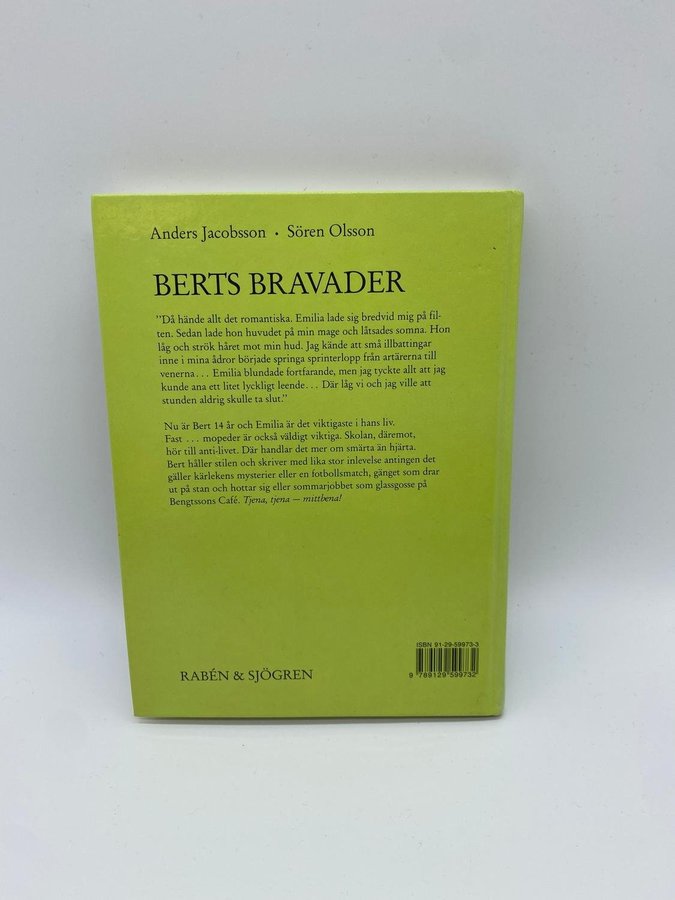 Anders Jacobsson • Sören Olsson
BERTS BRAVADER
”Då hände allt det romantiska. Emilia lade sig bredvid mig på fil-
ten. Sedan lade hon huvudet på min mage och låtsades somna. Hon
låg och strök håret mot min hud. Jag kände att små illbattingar
inne i mina ådror började springa sprinterlopp från artärerna till
venerna... Emilia blundade fortfarande, men jag tyckte allt att jag
kunde ana ett litet lyckligt leende... Där låg vi och jag ville att
stunden aldrig skulle ta slut.”
Nu är Bert 14 år och Emilia är det viktigaste i hans liv.
Fast ... mopeder är också väldigt viktiga. Skolan, däremot,
hör till anti-livet. Där handlar det mer om smärta än hjärta.
Bert håller stilen och skriver med lika stor inlevelse antingen det
gäller kärlekens mysterier eller en fotbollsmatch, gänget som drar
ut på stan och hottar sig eller sommarjobbet som glassgosse på
Bengtssons Café. Tjena, tjena – mittbena!
ISBN 91-29-59973-3
9 789129 599732
RABÉN & SJÖGREN